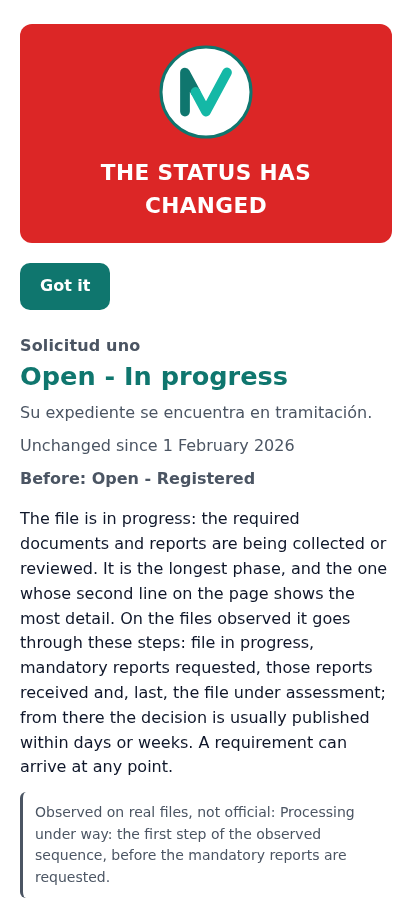 THE STATUS HAS
CHANGED
Got it
Solicitud uno
Open - In progress
Su expediente se encuentra en tramitación.
Unchanged since 1 February 2026
Before: Open - Registered
The file is in progress: the required
documents and reports are being collected or
reviewed. It is the longest phase, and the one
whose second line on the page shows the
most detail. On the files observed it goes
through these steps: file in progress,
mandatory reports requested, those reports
received and, last, the file under assessment;
from there the decision is usually published
within days or weeks. A requirement can
arrive at any point.
Observed on real files, not official: Processing
under way: the first step of the observed
sequence, before the mandatory reports are
requested.